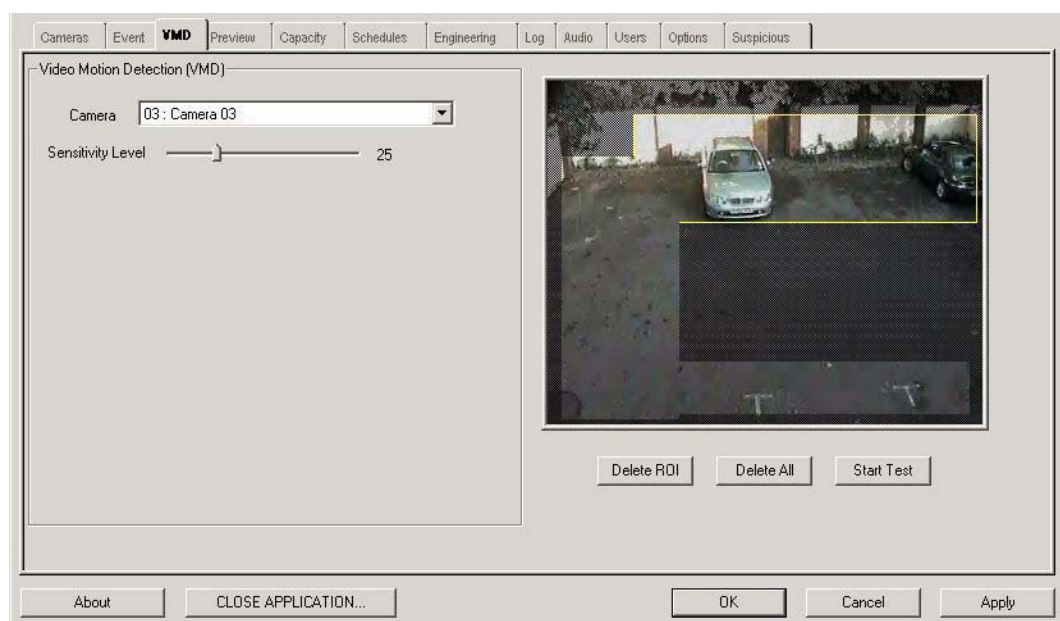 Cameras Event VMD Preview Capacity Schedules Engineering Log Audio Users Options Suspicious
Video Motion Detection (VMD)
Camera 03 : Camera 03
Sensitivity Level 25
Delete ROI Delete All Start Test
About CLOSE APPLICATION... OK Cancel Apply